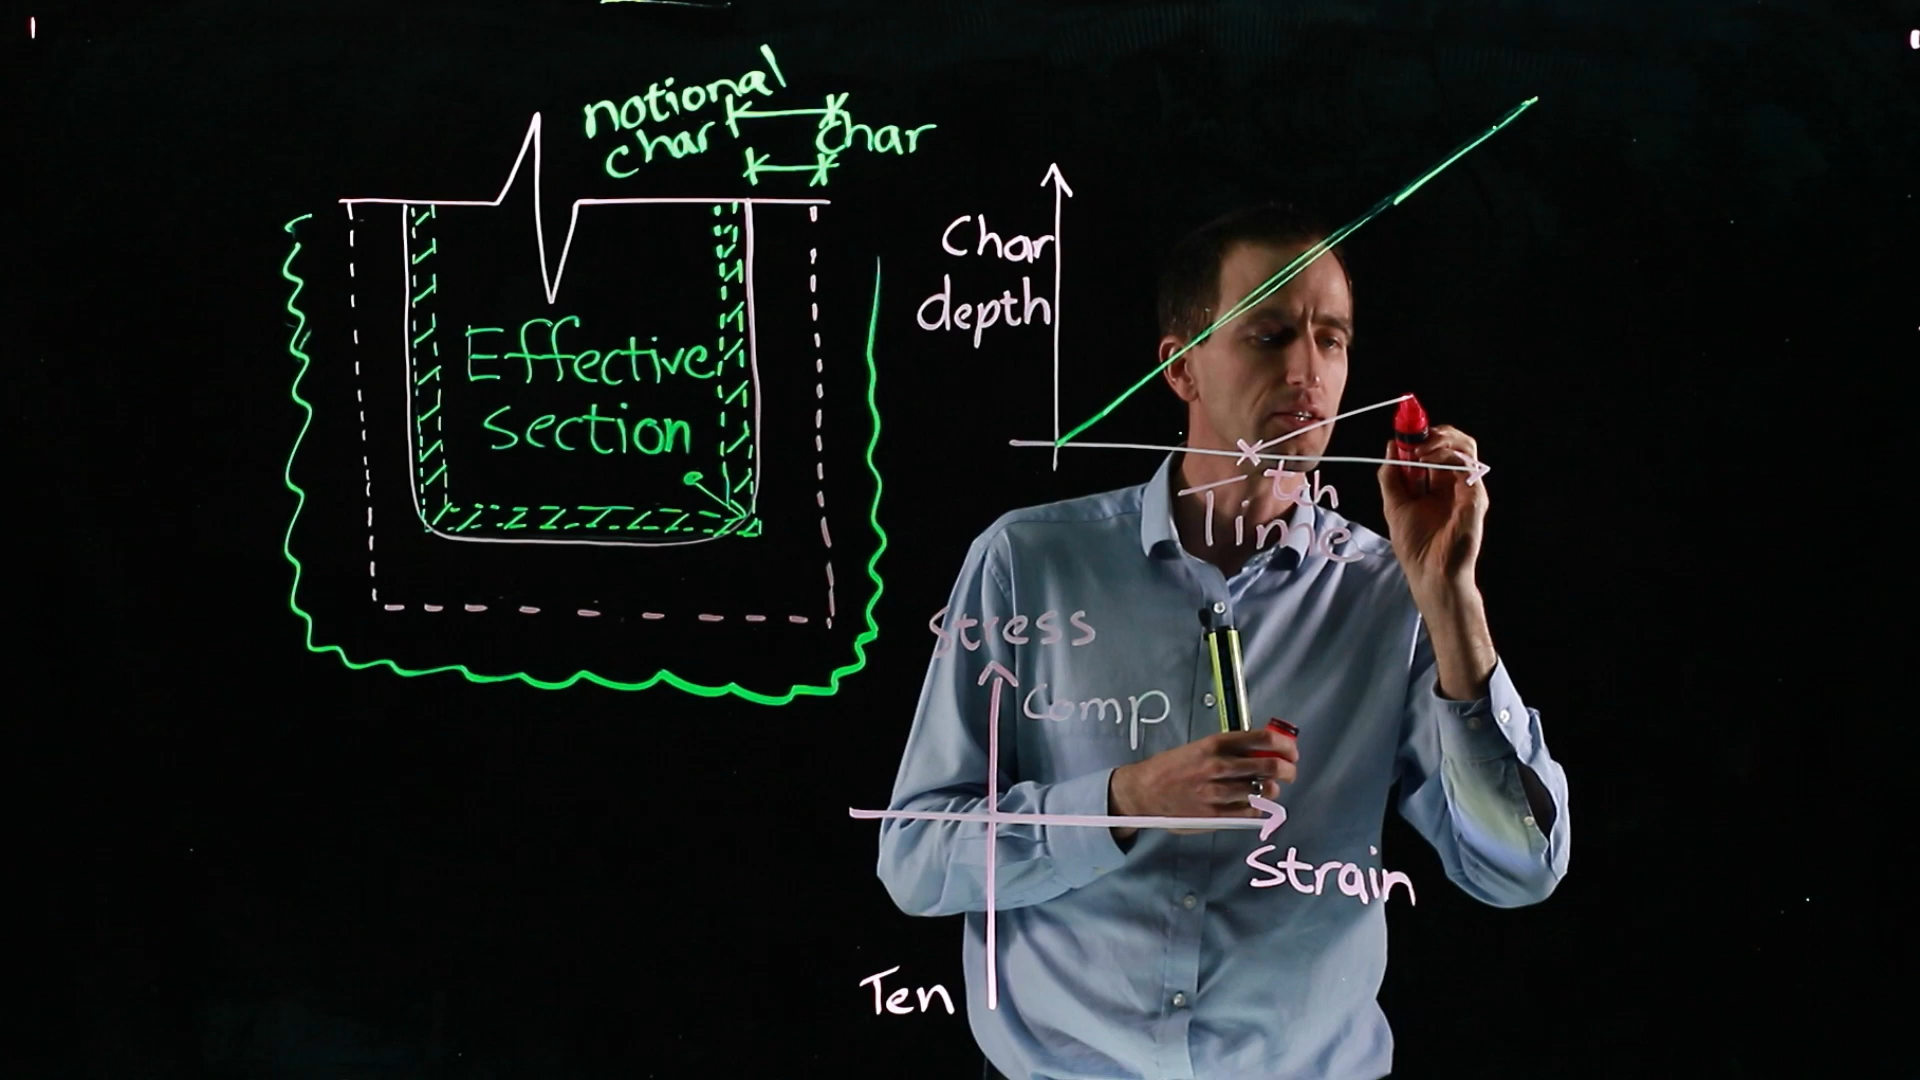 notional
char
char
Effective
section
Char
depth
tch
Time
Stress
Comp
Strain
Ten